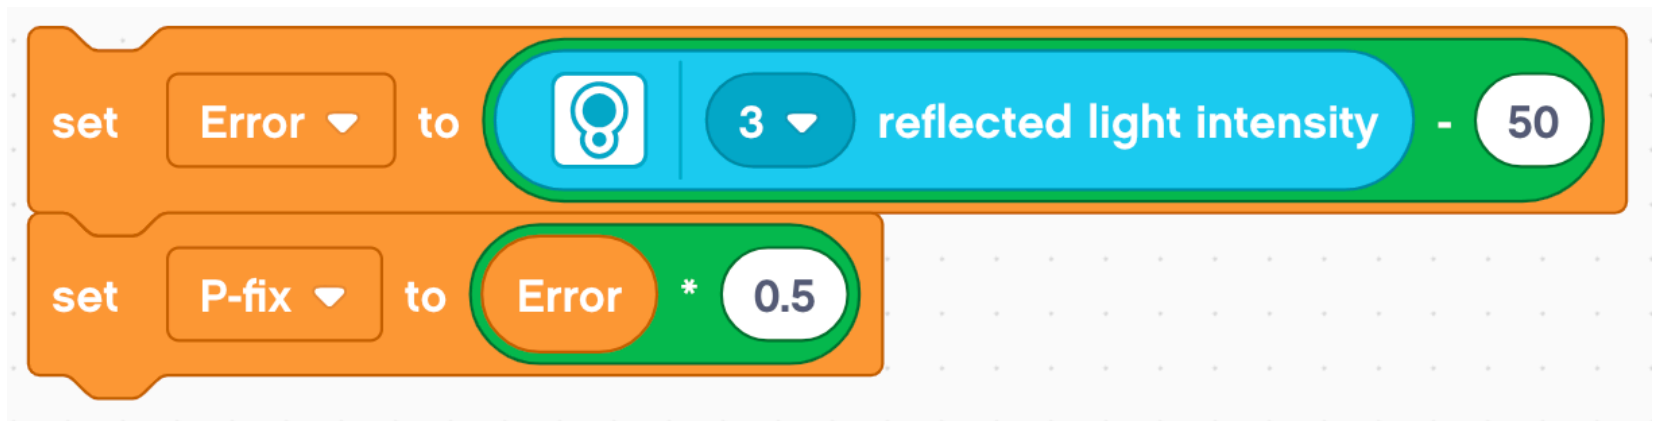 set Error to 3 reflected light intensity - 50
set P-fix to Error * 0.5